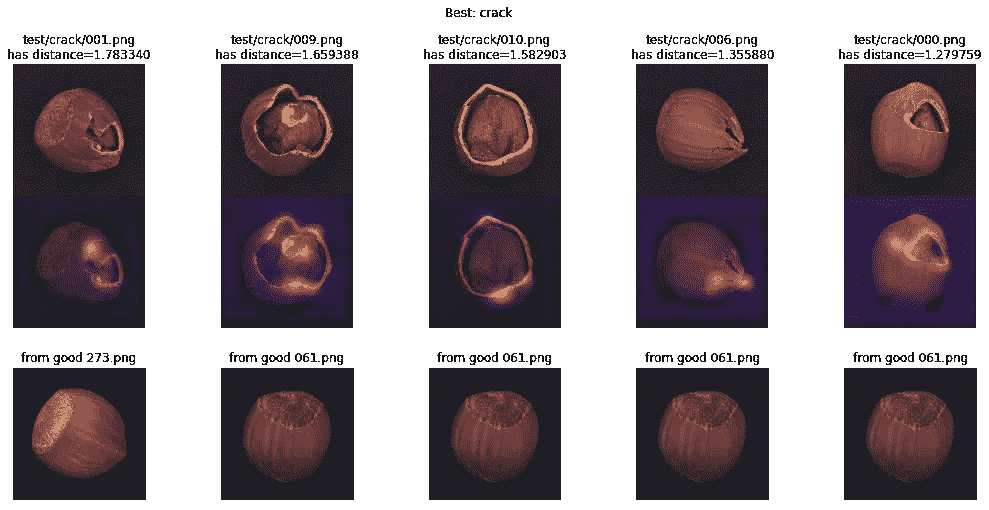 Best: crack
test/crack/001.png
has distance=1.783340
test/crack/009.png
has distance=1.659388
test/crack/010.png
has distance=1.582903
test/crack/006.png
has distance=1.355880
test/crack/000.png
has distance=1.279759
from good 273.png
from good 061.png
from good 061.png
from good 061.png
from good 061.png